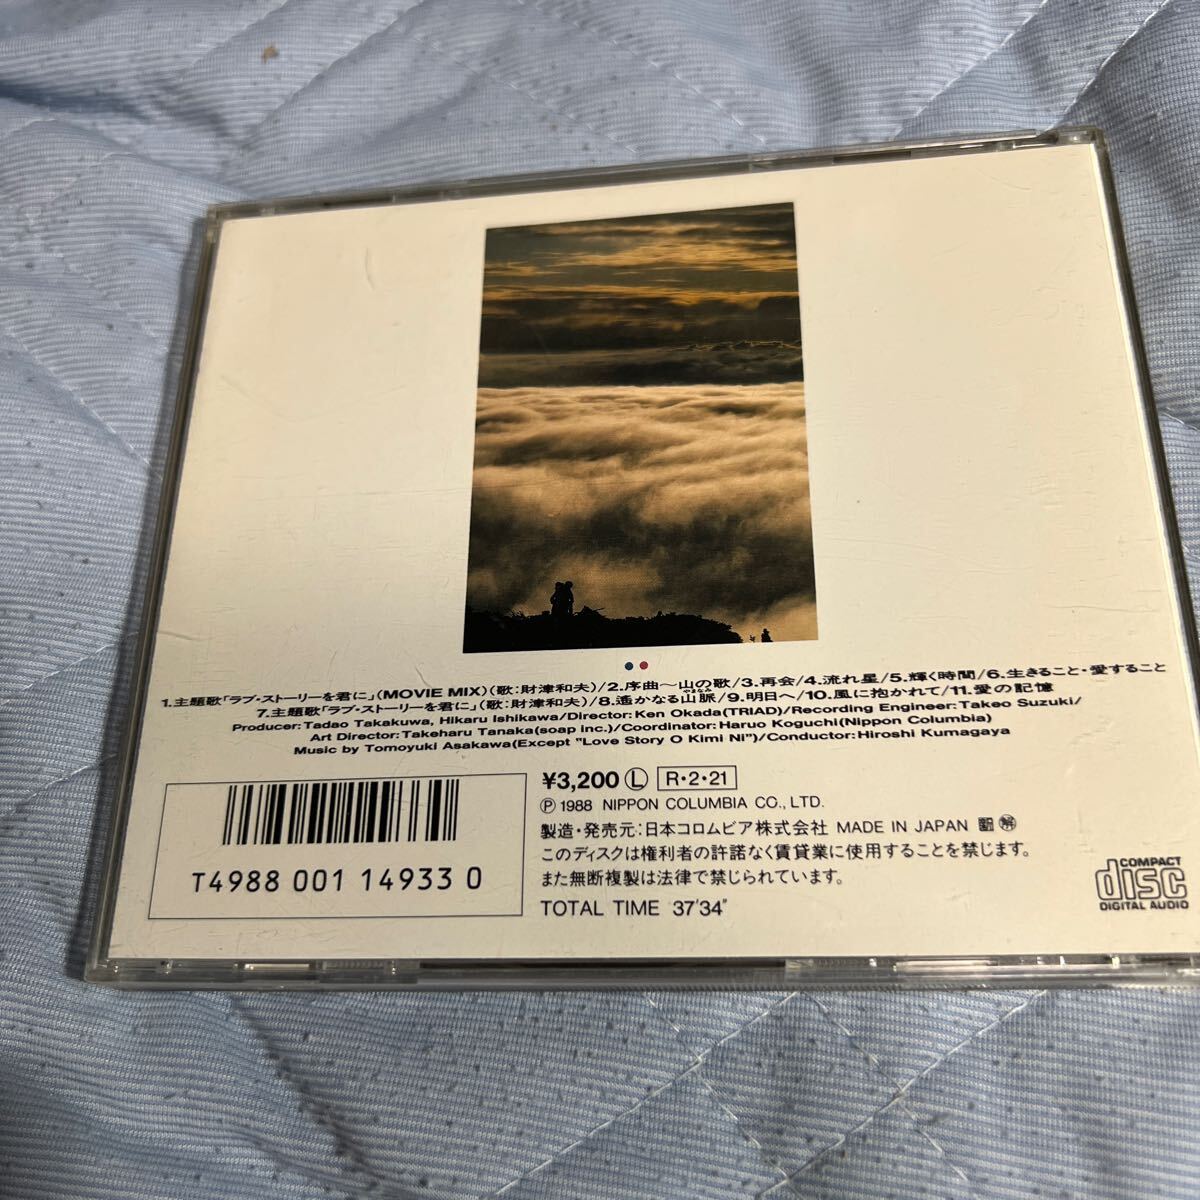 1.主題歌「ラブ・ストーリーを君に」(MOVIE MIX)(歌:財津和夫)/2.序曲〜山の歌/3.再会/4.流れ星/5.輝く時間/6.生きること・愛すること
7.主題歌「ラブ・ストーリーを君に」(歌:財津和夫)/8.遙かなる山脈(やまなみ)/9.明日へ/10.風に抱かれて/11.愛の記憶
Producer:Tadao Takakuwa, Hikaru Ishikawa/Director:Ken Okada(TRIAD)/Recording Engineer:Takeo Suzuki/
Art Director:Takeharu Tanaka(soap inc.)/Coordinator:Haruo Koguchi(Nippon Columbia)
Music by Tomoyuki Asakawa(Except "Love Story O Kimi Ni")/Conductor:Hiroshi Kumagaya
T4988 001 14933 0
¥3,200 Ⓛ R・2・21
Ⓟ 1988 NIPPON COLUMBIA CO., LTD.
製造・発売元:日本コロムビア株式会社 MADE IN JAPAN
このディスクは権利者の許諾なく賃貸業に使用することを禁じます。
また無断複製は法律で禁じられています。
TOTAL TIME 37'34"
COMPACT
disc
DIGITAL AUDIO